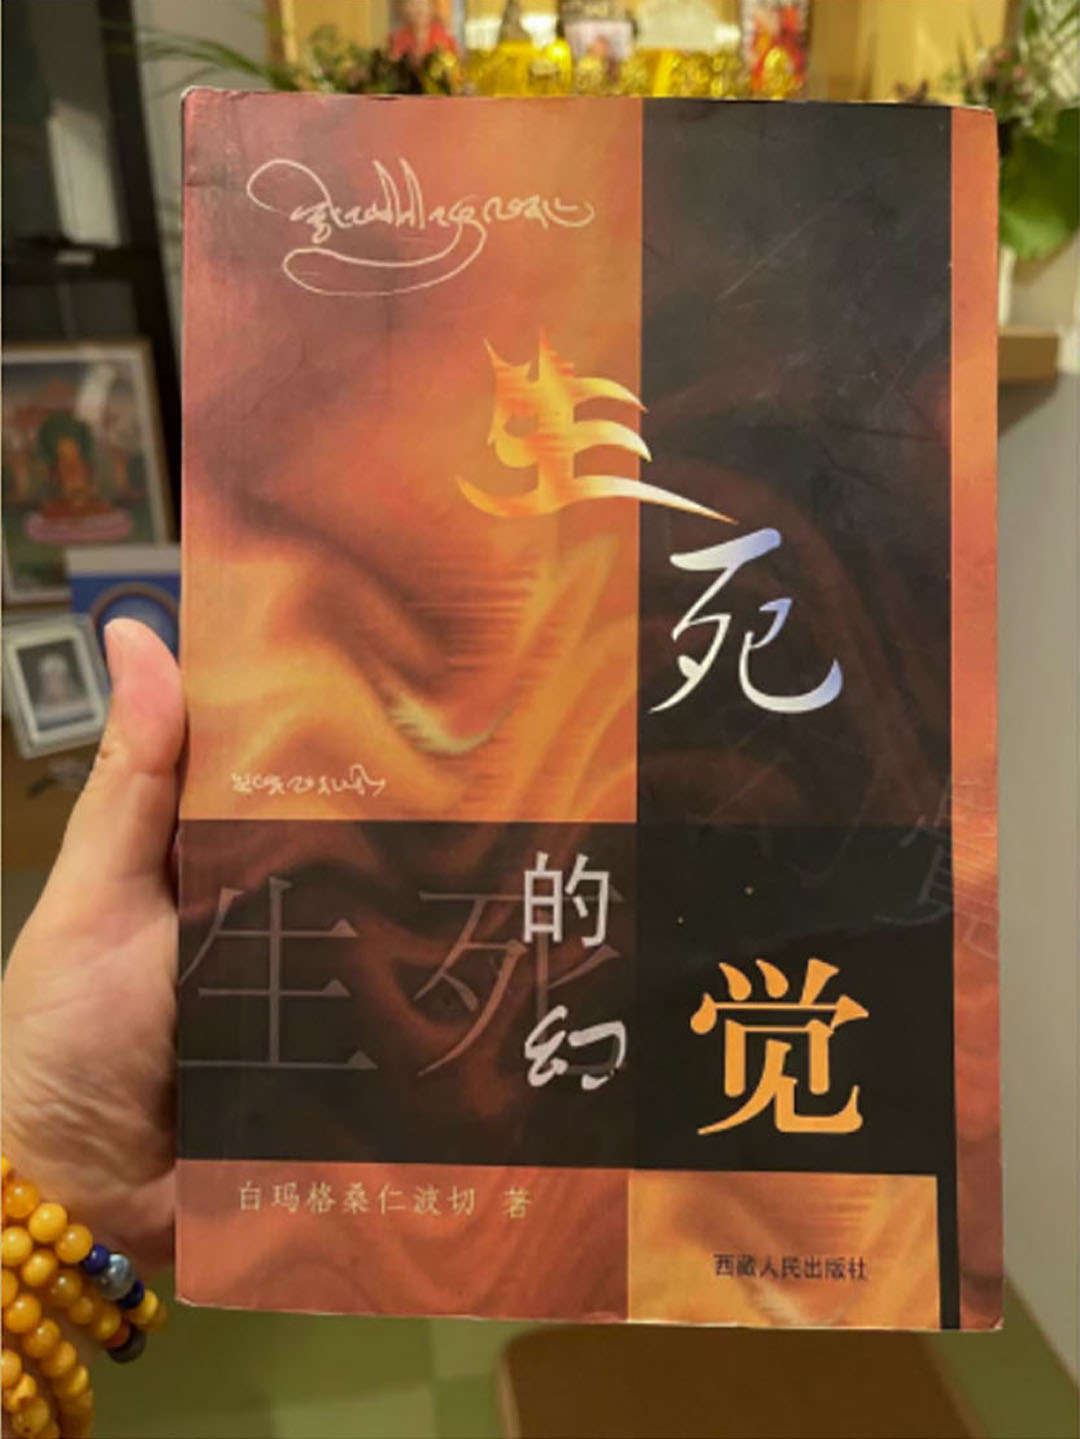 生
死
的
幻
觉
生死
覺
白玛格桑仁波切 著
西藏人民出版社